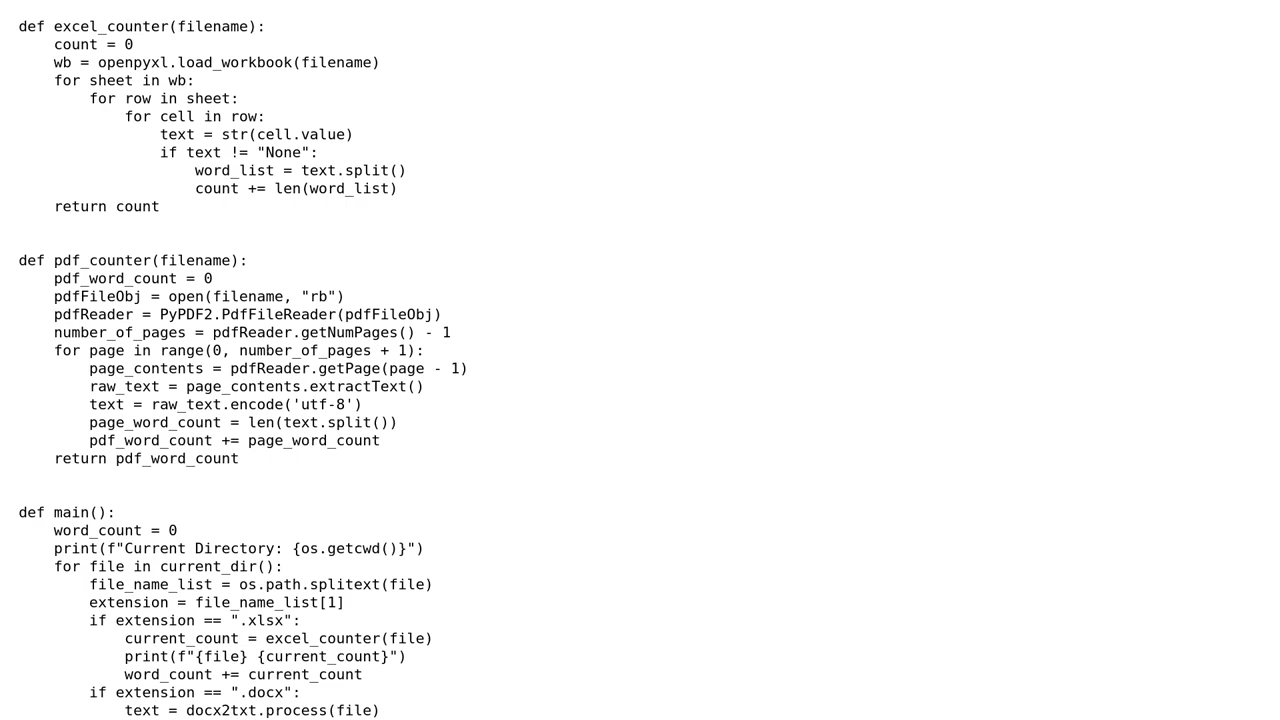 def excel_counter(filename):
    count = 0
    wb = openpyxl.load_workbook(filename)
    for sheet in wb:
        for row in sheet:
            for cell in row:
                text = str(cell.value)
                if text != "None":
                    word_list = text.split()
                    count += len(word_list)
    return count


def pdf_counter(filename):
    pdf_word_count = 0
    pdfFileObj = open(filename, "rb")
    pdfReader = PyPDF2.PdfFileReader(pdfFileObj)
    number_of_pages = pdfReader.getNumPages() - 1
    for page in range(0, number_of_pages + 1):
        page_contents = pdfReader.getPage(page - 1)
        raw_text = page_contents.extractText()
        text = raw_text.encode('utf-8')
        page_word_count = len(text.split())
        pdf_word_count += page_word_count
    return pdf_word_count


def main():
    word_count = 0
    print(f"Current Directory: {os.getcwd()}")
    for file in current_dir():
        file_name_list = os.path.splitext(file)
        extension = file_name_list[1]
        if extension == ".xlsx":
            current_count = excel_counter(file)
            print(f"{file} {current_count}")
            word_count += current_count
        if extension == ".docx":
            text = docx2txt.process(file)